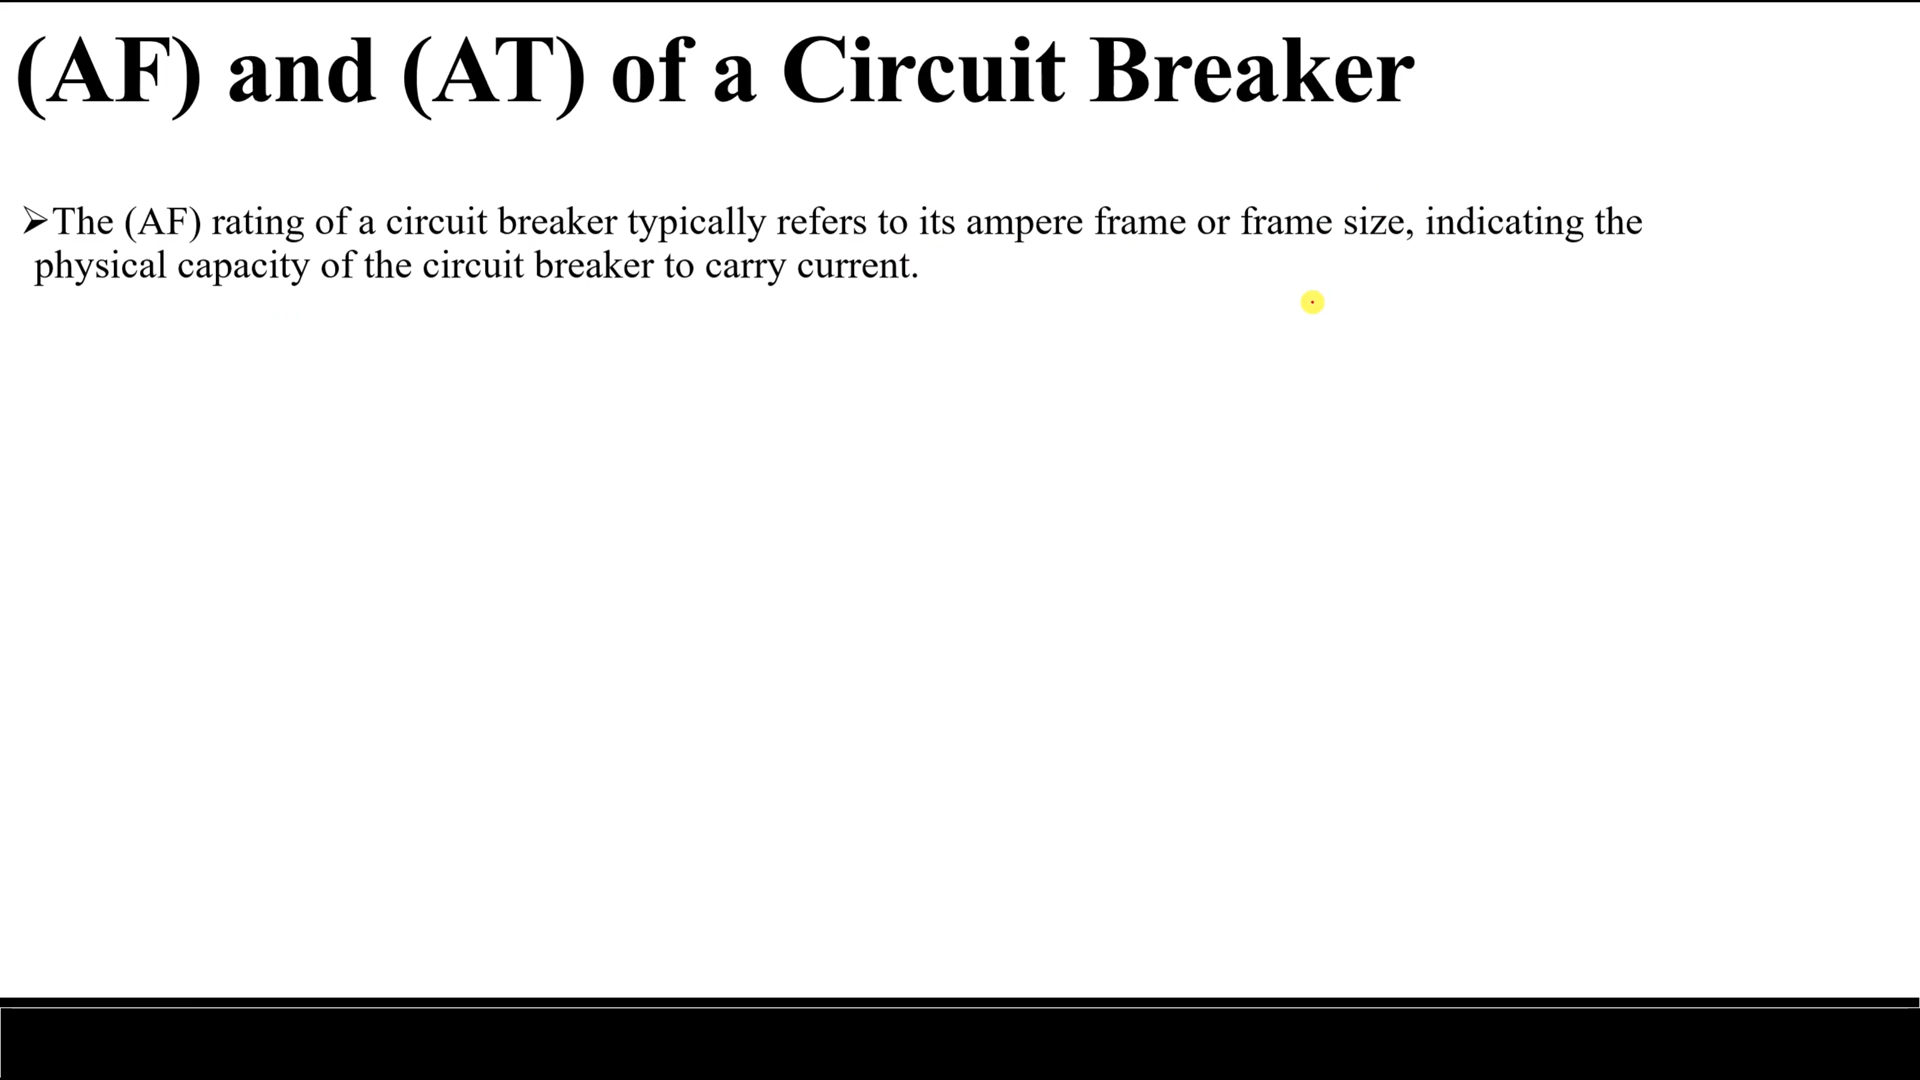 (AF) and (AT) of a Circuit Breaker
➢The (AF) rating of a circuit breaker typically refers to its ampere frame or frame size, indicating the
physical capacity of the circuit breaker to carry current.